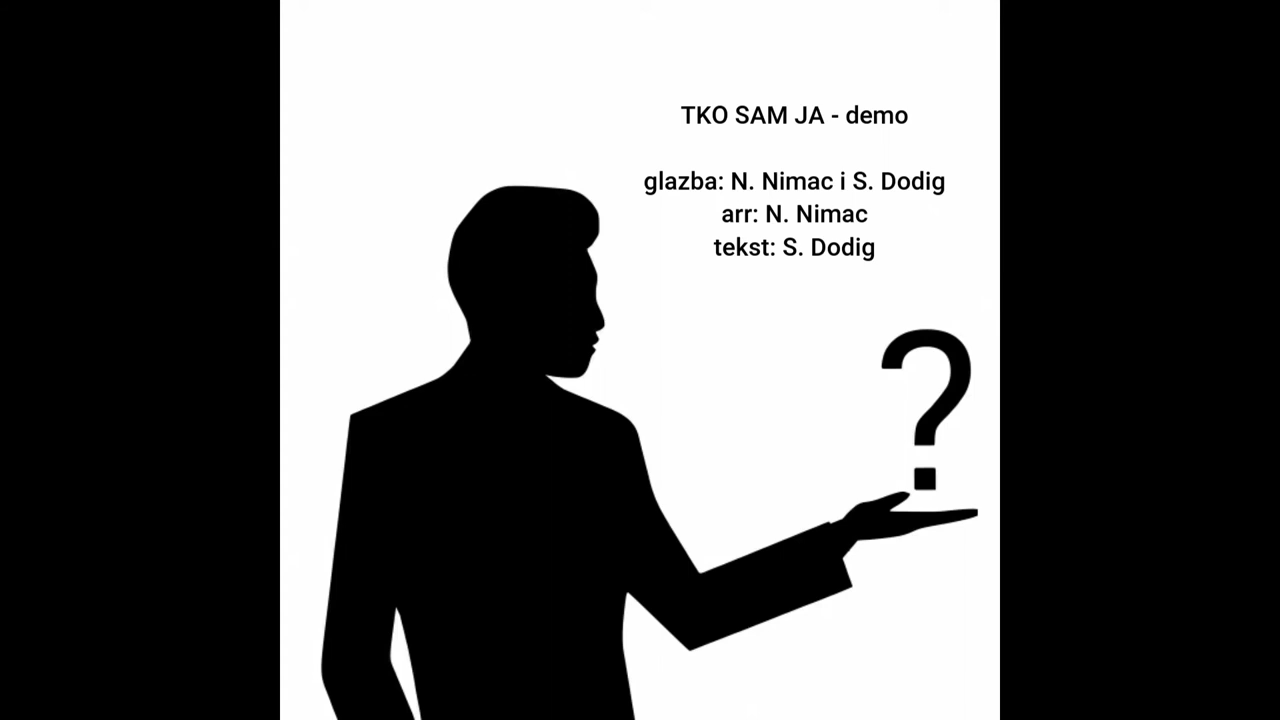 TKO SAM JA - demo
glazba: N. Nimac i S. Dodig
arr: N. Nimac
tekst: S. Dodig
?